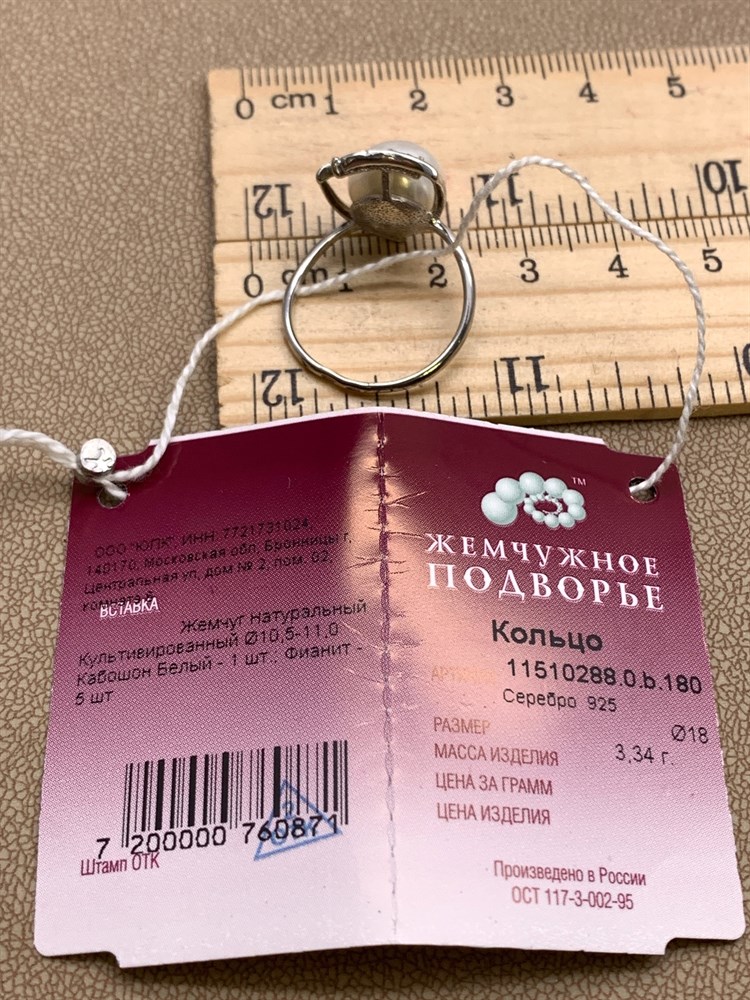 0 cm 1 2 3 4 5
12 11 10
0 cm 1 2 3 4 5
12 11
ООО "ЮПК", ИНН: 7721731024,
140170, Московская обл, Бронницы г,
Центральная ул, дом № 2, пом. 02,
комната
ВСТАВКА
Жемчуг натуральный
Культивированный Ø10,5-11,0
Кабошон Белый - 1 шт.; Фианит -
5 шт
7 200000 760871
Штамп ОТК
TM
ЖЕМЧУЖНОЕ
ПОДВОРЬЕ
Кольцо
11510288.0.b.180
Серебро 925
РАЗМЕР Ø18
МАССА ИЗДЕЛИЯ 3,34 г.
ЦЕНА ЗА ГРАММ
ЦЕНА ИЗДЕЛИЯ
Произведено в России
ОСТ 117-3-002-95